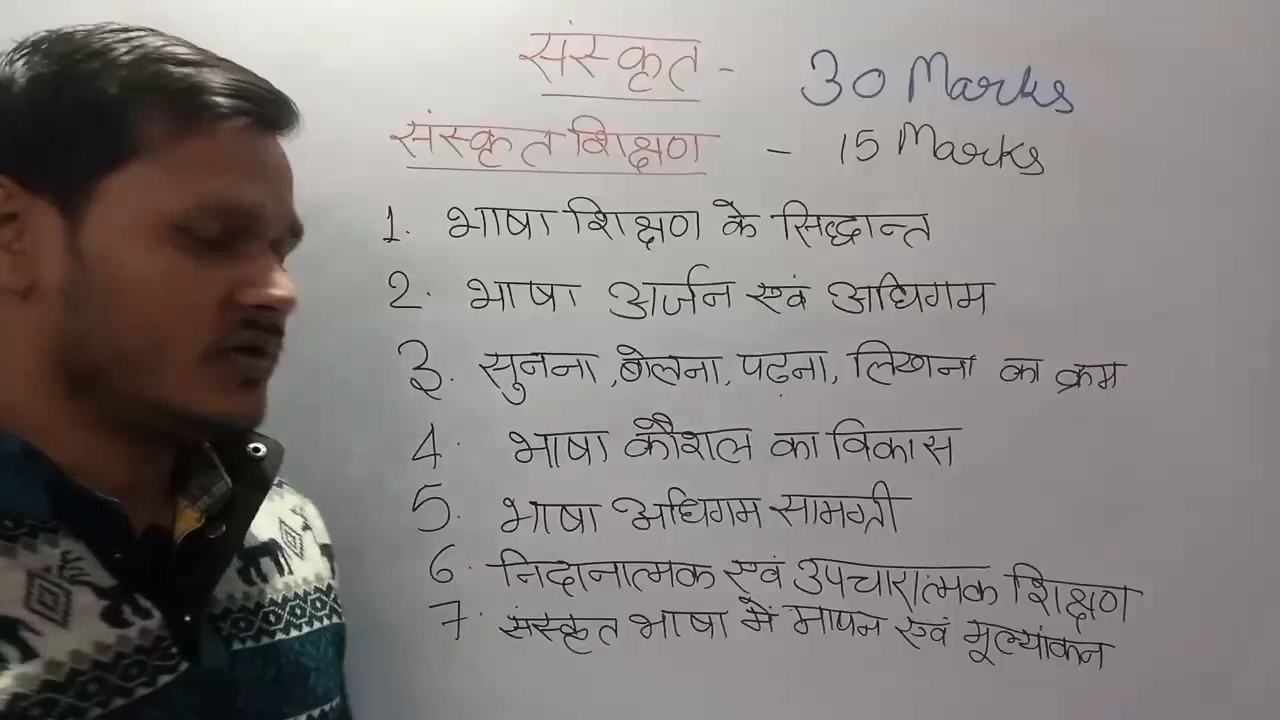 संस्कृत - 30 Marks
संस्कृत शिक्षण - 15 Marks
1. भाषा शिक्षण के सिद्धान्त
2. भाषा अर्जन एवं अधिगम
3. सुनना, बोलना, पढ़ना, लिखना का क्रम
4. भाषा कौशल का विकास
5. भाषा अधिगम सामग्री
6. निदानात्मक एवं उपचारात्मक शिक्षण
7. संस्कृत भाषा में मापन एवं मूल्यांकन